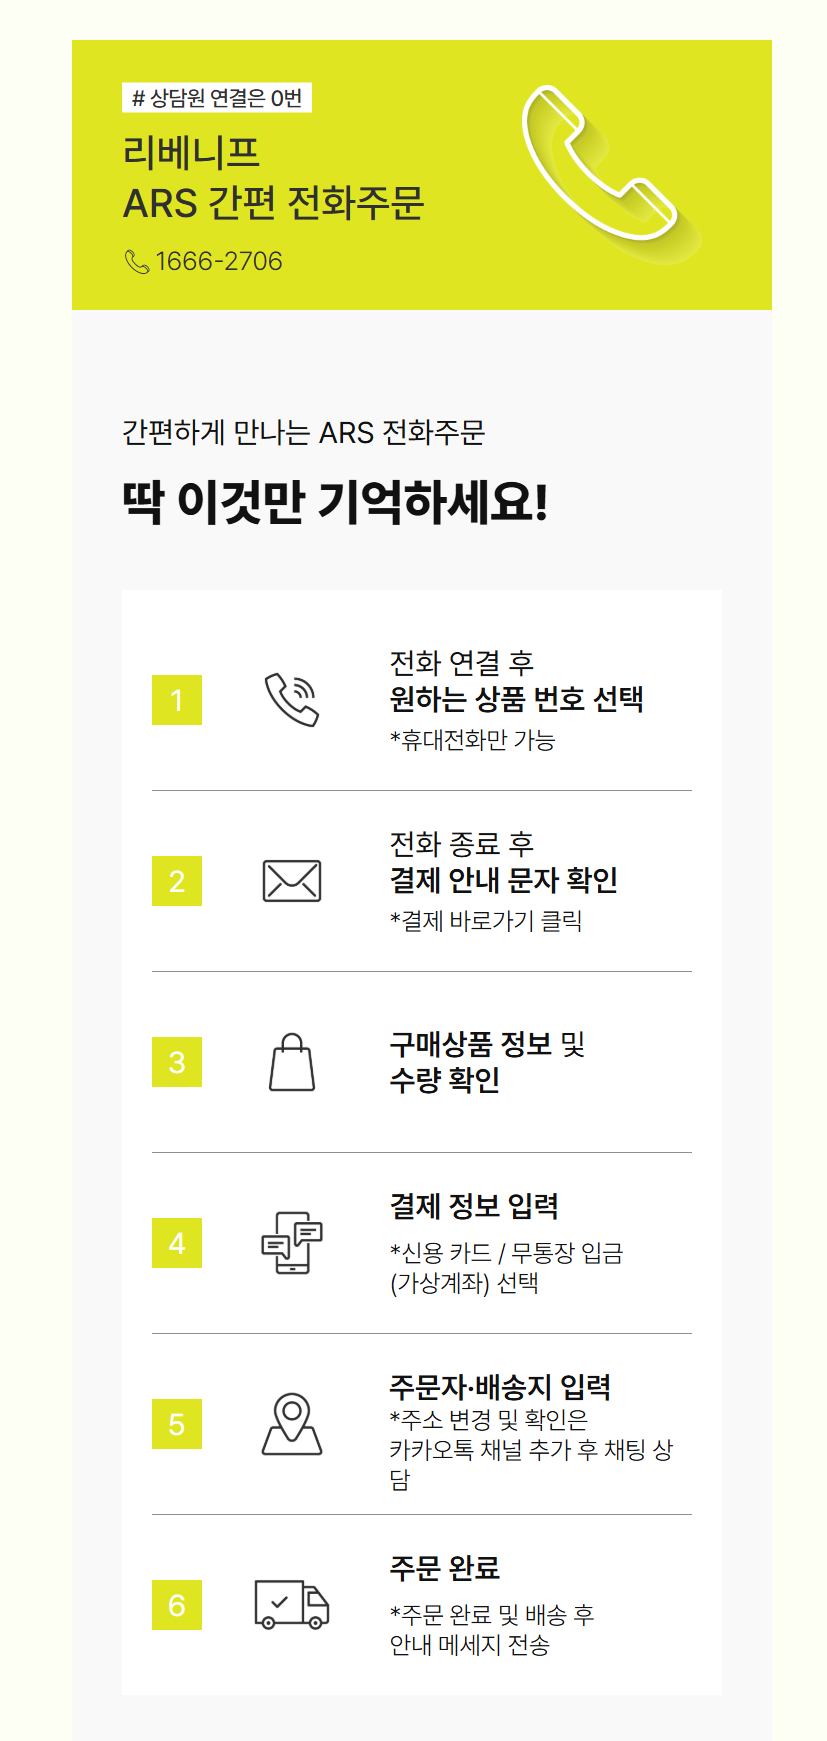 # 상담원 연결은 0번
리베니프
ARS 간편 전화주문
1666-2706
간편하게 만나는 ARS 전화주문
딱 이것만 기억하세요!
1
전화 연결 후
원하는 상품 번호 선택
*휴대전화만 가능
2
전화 종료 후
결제 안내 문자 확인
*결제 바로가기 클릭
3
구매상품 정보 및
수량 확인
4
결제 정보 입력
*신용 카드 / 무통장 입금
(가상계좌) 선택
5
주문자·배송지 입력
*주소 변경 및 확인은
카카오톡 채널 추가 후 채팅 상
담
6
주문 완료
*주문 완료 및 배송 후
안내 메세지 전송